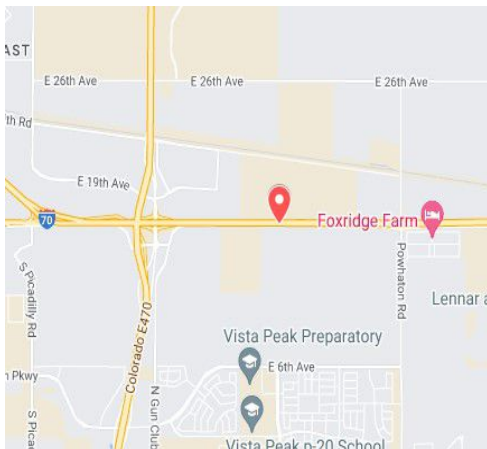 AST
E 26th Ave
E 26th Ave
E 26th Ave
th Rd
E 19th Ave
70
Foxridge Farm
S Picadilly Rd
Powhaton Rd
Colorado E470
Lennar a
Vista Peak Preparatory
E 6th Ave
n Pkwy
N Gun Club
S Pica
Vista Peak p-20 School